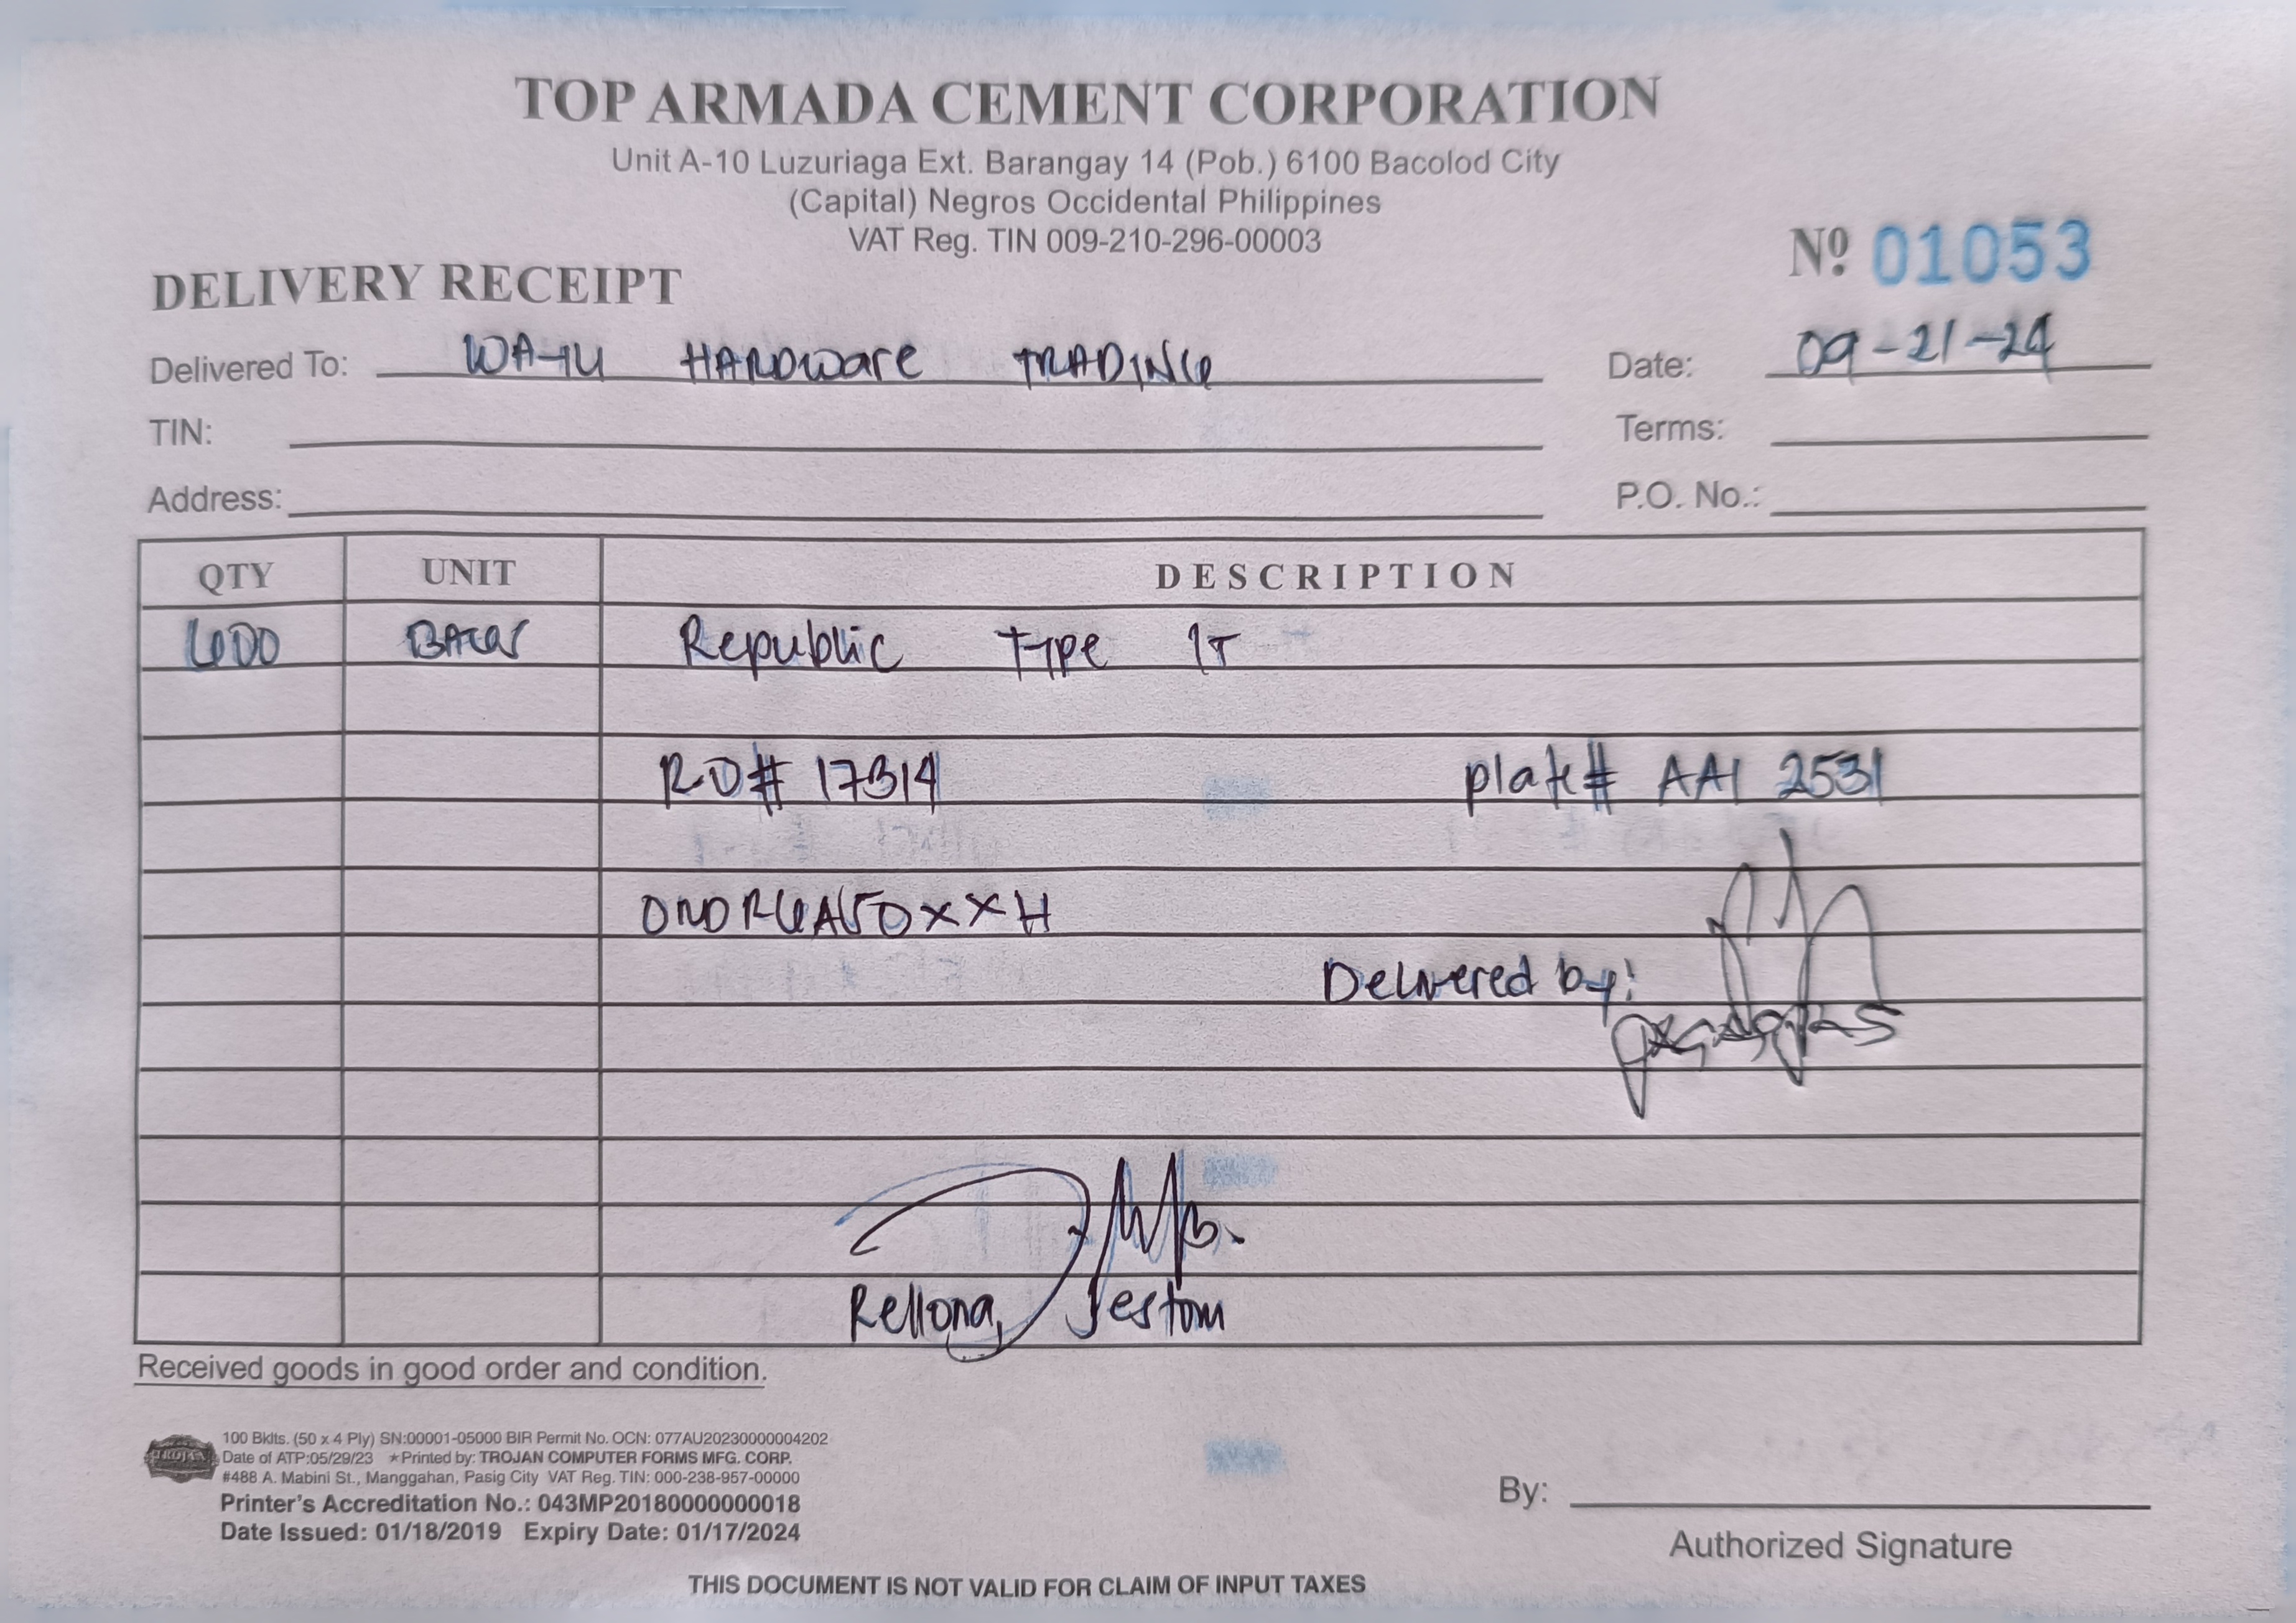 TOP ARMADA CEMENT CORPORATION
Unit A-10 Luzuriaga Ext. Barangay 14 (Pob.) 6100 Bacolod City
(Capital) Negros Occidental Philippines
VAT Reg. TIN 009-210-296-00003
Nº 01053
DELIVERY RECEIPT
Delivered To: WA-IU HARDware TRADING
Date: 09-21-24
TIN:
Terms:
Address:
P.O. No.:
QTY UNIT DESCRIPTION
600 BAGS Republic Type 1T
RO# 17314 plate# AAI 2531
Delivered by:
Rellona, Jestom
Received goods in good order and condition.
TROJAN
100 Bklts. (50 x 4 Ply) SN:00001-05000 BIR Permit No. OCN: 077AU20230000004202
Date of ATP:05/29/23 ★Printed by: TROJAN COMPUTER FORMS MFG. CORP.
#488 A. Mabini St., Manggahan, Pasig City VAT Reg. TIN: 000-238-957-00000
Printer's Accreditation No.: 043MP20180000000018
Date Issued: 01/18/2019 Expiry Date: 01/17/2024
By:
Authorized Signature
THIS DOCUMENT IS NOT VALID FOR CLAIM OF INPUT TAXES